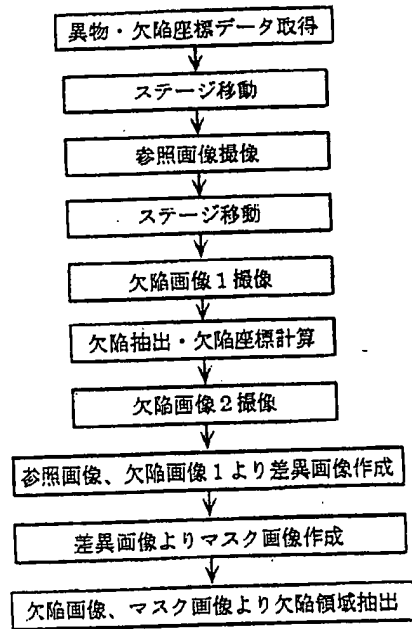 異物・欠陥座標データ取得
ステージ移動
参照画像撮像
ステージ移動
欠陥画像1撮像
欠陥抽出・欠陥座標計算
欠陥画像2撮像
参照画像、欠陥画像1より差異画像作成
差異画像よりマスク画像作成
欠陥画像、マスク画像より欠陥領域抽出